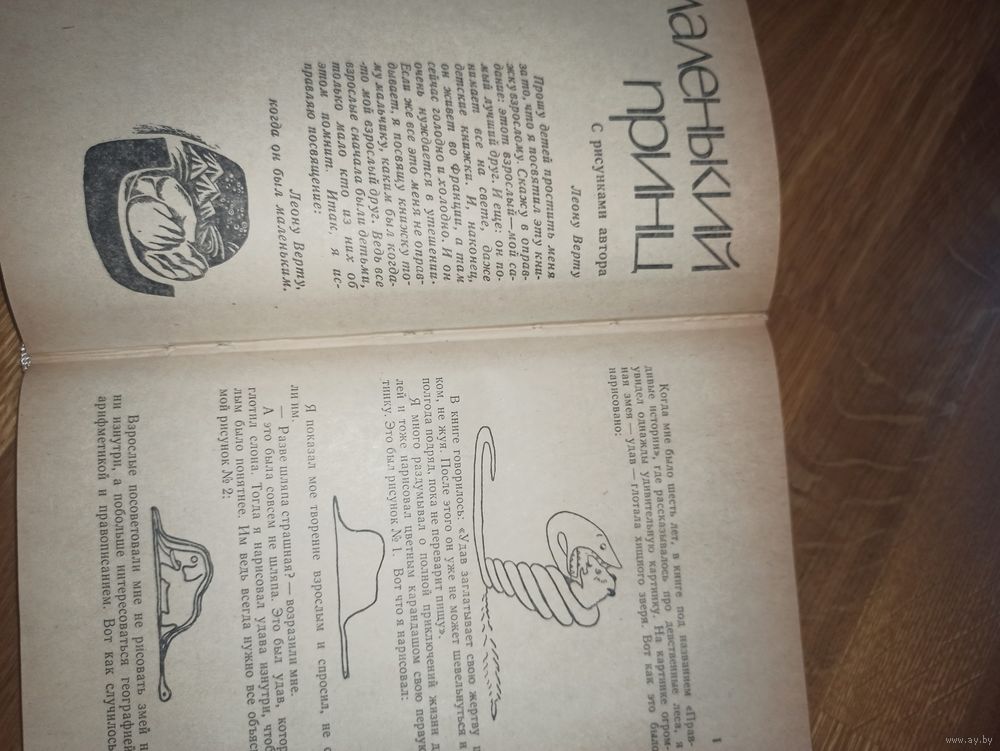 маленький
принц
С рисунками автора
Леону Верту
Прошу детей простить меня
за то, что я посвятил эту кни-
жку взрослому. Скажу в оправ-
дание: этот взрослый — мой са-
мый лучший друг. И еще: он по-
нимает все на свете, даже
детские книжки. И, наконец,
он живет во Франции, а там
сейчас голодно и холодно. И он
очень нуждается в утешении.
Если же все это меня не оправ-
дывает, я посвящу книжку то-
му мальчику, каким был когда-
-то мой взрослый друг. Ведь все
взрослые сначала были детьми,
только мало кто из них об
этом помнит. Итак, я ис-
правляю посвящение:
Леону Верту,
когда он был маленьким.
I
Когда мне было шесть лет, в книге под названием «Прав-
дивые истории», где рассказывалось про девственные леса, я
увидел однажды удивительную картинку. На картинке огром-
ная змея — удав — глотала хищного зверя. Вот как это было
нарисовано:
В книге говорилось: «Удав заглатывает свою жертву
ком, не жуя. После этого он уже не может шевельнуться и
полгода подряд, пока не переварит пищу».
Я много раздумывал о полной приключений жизни
лей и тоже нарисовал цветным карандашом свою
тинку. Это был рисунок № 1. Вот что я нарисовал:
Я показал мое творение взрослым и спросил, не
ли им.
— Разве шляпа страшная? — возразили мне.
А это была совсем не шляпа. Это был удав,
глотил слона. Тогда я нарисовал удава изнутри,
лым было понятнее. Им ведь всегда нужно все
мой рисунок № 2:
Взрослые посоветовали мне не рисовать змей
ни изнутри, а побольше интересоваться географией
арифметикой и правописанием. Вот как случилось
www.ay.by